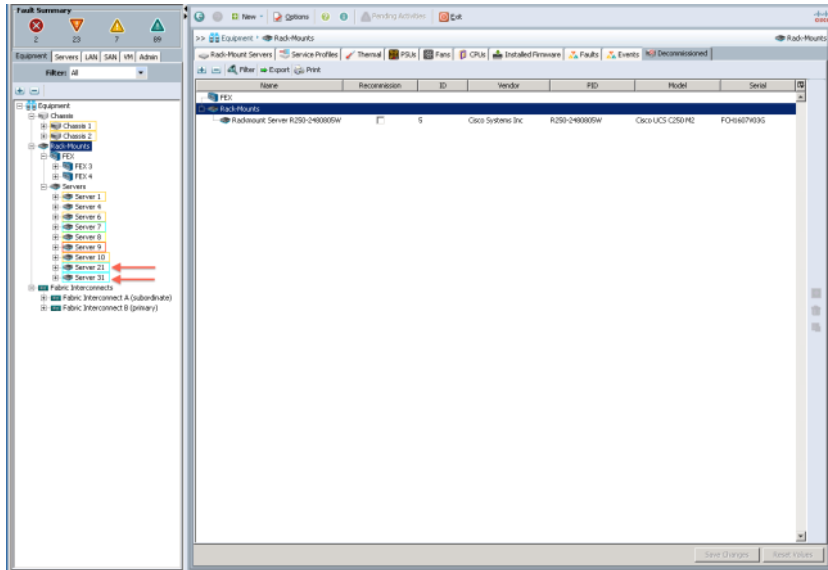 Fault Summary
2 23 7 89
Equipment Servers LAN SAN VM Admin
Filter: All
Equipment
Chassis
Chassis 1
Chassis 2
Rack-Mounts
FEX
FEX 3
FEX 4
Servers
Server 1
Server 4
Server 6
Server 7
Server 8
Server 9
Server 10
Server 21
Server 31
Fabric Interconnects
Fabric Interconnect A (subordinate)
Fabric Interconnect B (primary)
New Options Pending Activities Exit
cisco
>> Equipment Rack-Mounts Rack-Mounts
Rack-Mount Servers Service Profiles Thermal PSUs Fans CPUs Installed Firmware Faults Events Decommissioned
Filter Export Print
Name Recommission ID Vendor PID Model Serial
FEX
Rack-Mounts
Rackmount Server R250-2480805W 5 Cisco Systems Inc R250-2480805W Cisco UCS C250 M2
Save Changes Reset Values